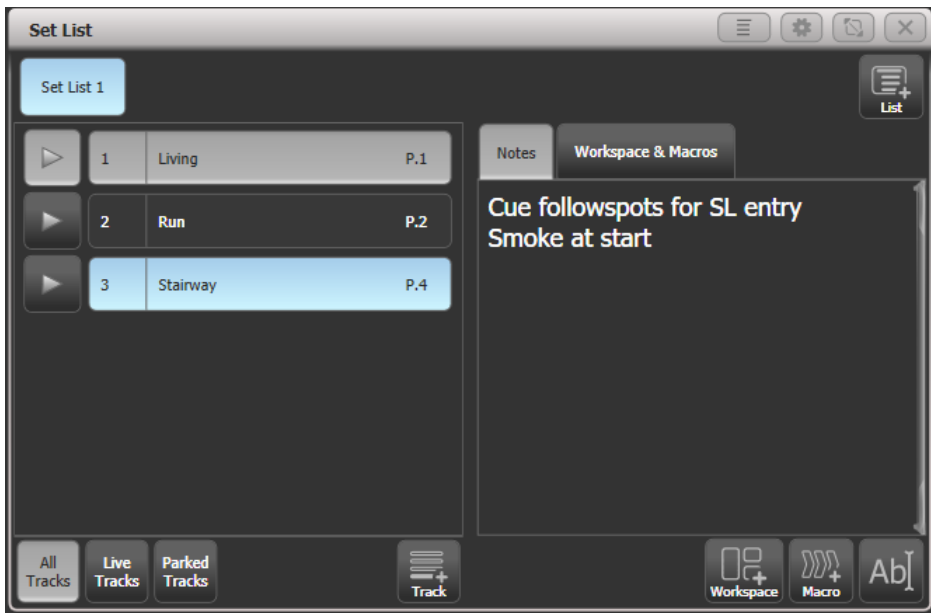 Set List
Set List 1
List
1 Living P.1
2 Run P.2
3 Stairway P.4
Notes
Workspace & Macros
Cue followspots for SL entry
Smoke at start
All
Tracks
Live
Tracks
Parked
Tracks
Track
Workspace
Macro
Ab